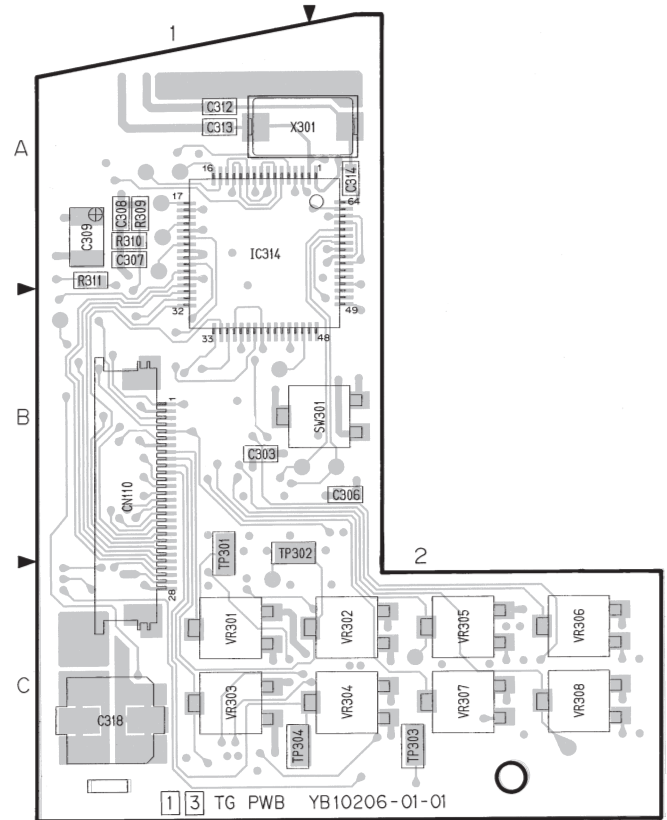 1
A
C312
C313
X301
16
1
C314
17
64
C308
R309
C309
R310
C307
IC314
R311
32
49
33
48
B
1
SW301
C303
CN110
C306
TP301
TP302
2
28
VR301
VR302
VR305
VR306
C
VR303
VR304
VR307
VR308
C318
TP304
TP303
1 3 TG PWB YB10206-01-01